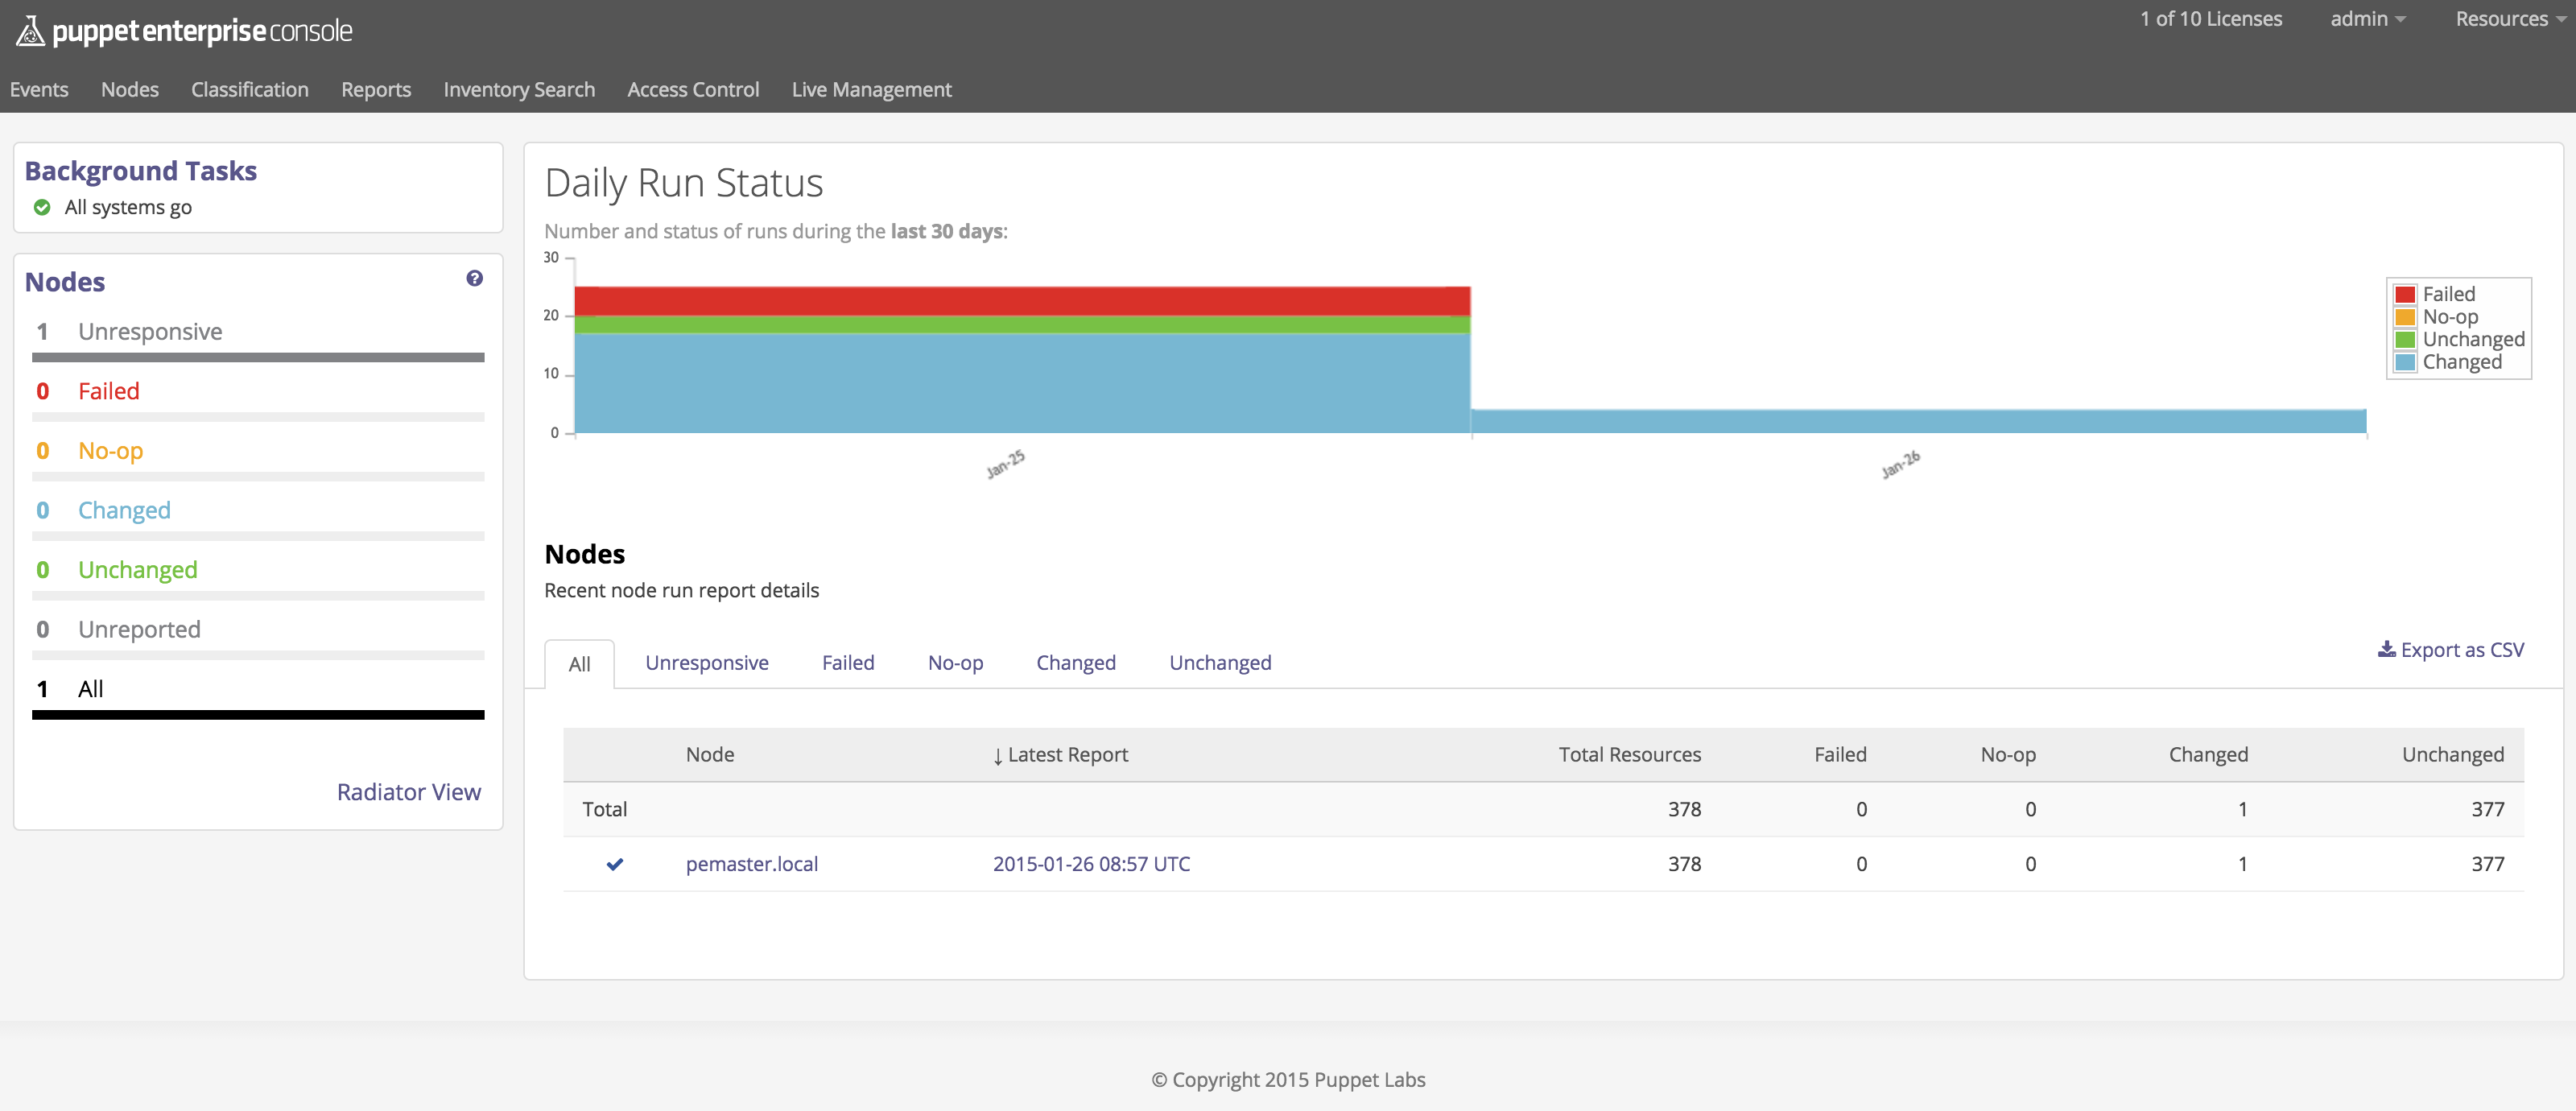 puppet enterprise console
1 of 10 Licenses admin Resources
Events Nodes Classification Reports Inventory Search Access Control Live Management
Background Tasks
All systems go
Nodes ?
1 Unresponsive
0 Failed
0 No-op
0 Changed
0 Unchanged
0 Unreported
1 All
Radiator View
Daily Run Status
Number and status of runs during the last 30 days:
30
20
10
0
Jan-25 Jan-26
Failed
No-op
Unchanged
Changed
Nodes
Recent node run report details
All Unresponsive Failed No-op Changed Unchanged
Export as CSV
Node ↓ Latest Report Total Resources Failed No-op Changed Unchanged
Total 378 0 0 1 377
pemaster.local 2015-01-26 08:57 UTC 378 0 0 1 377
© Copyright 2015 Puppet Labs